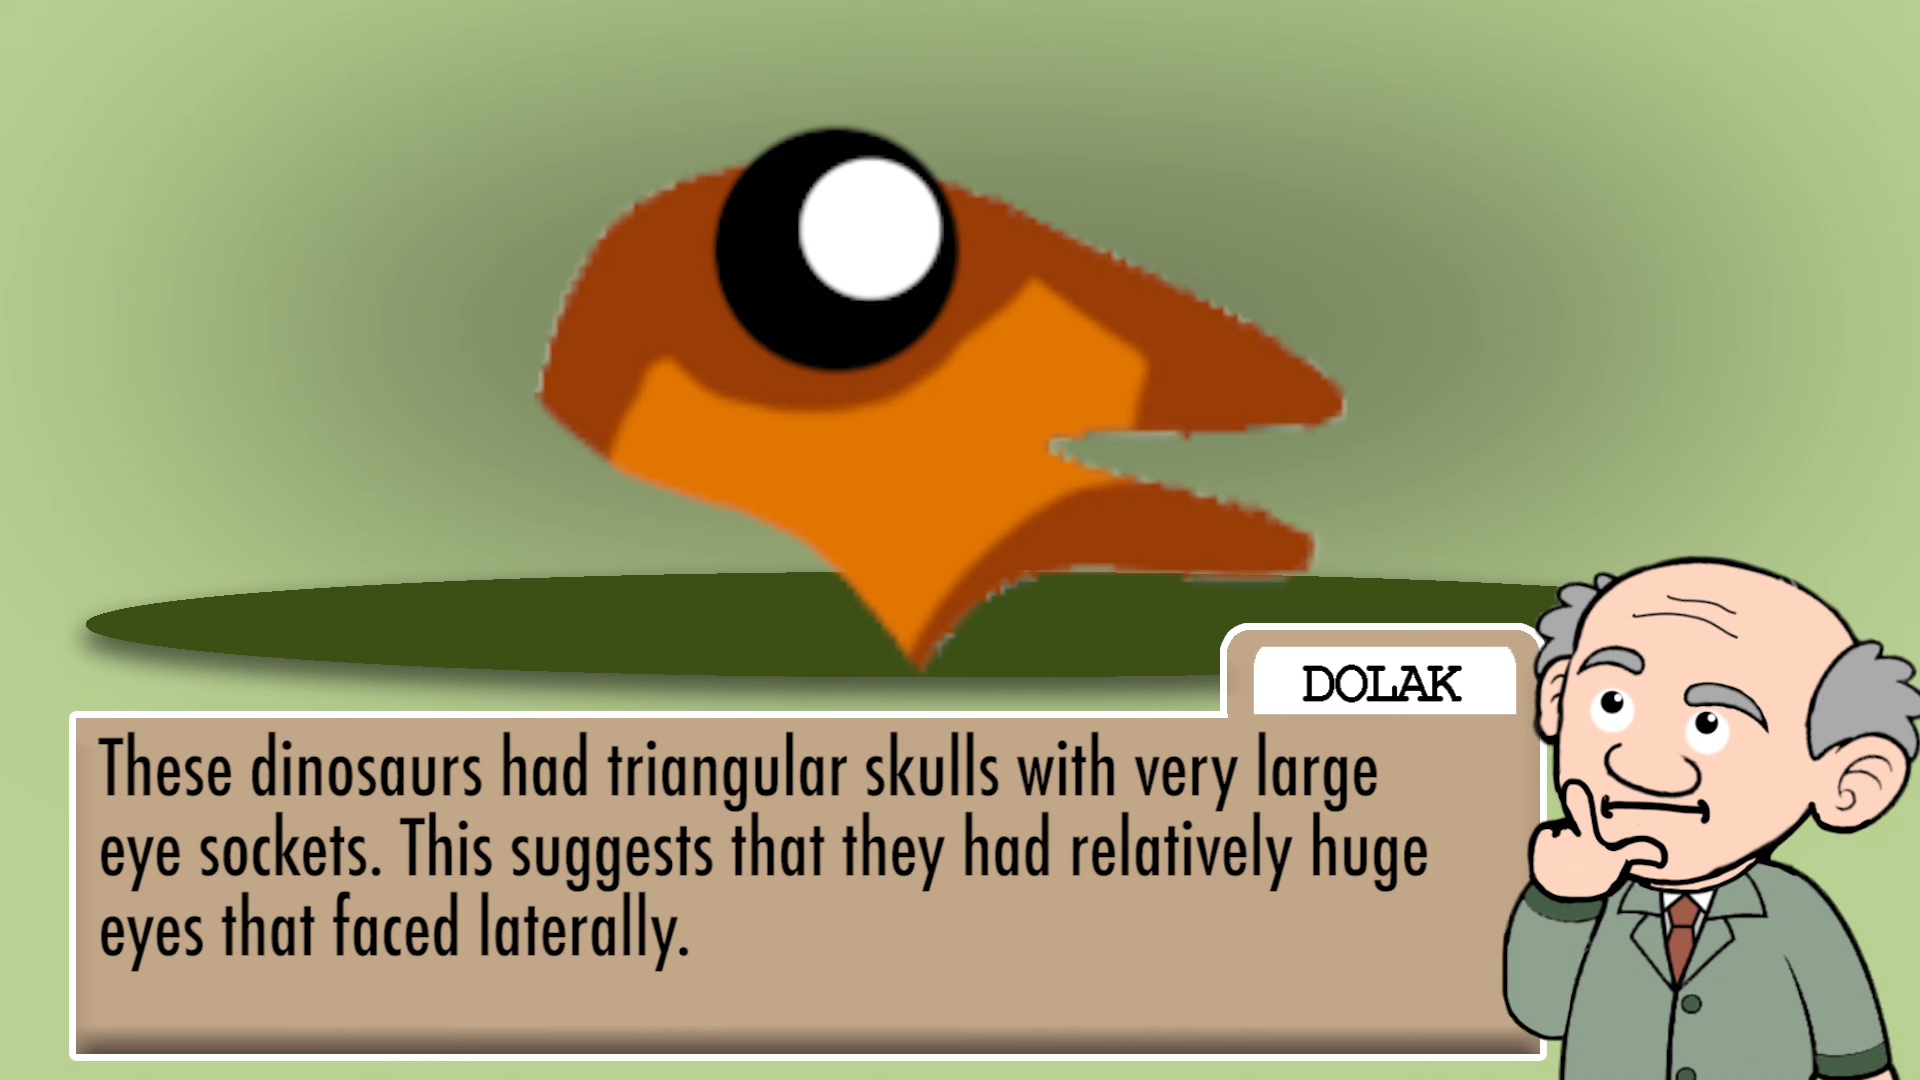 DOLAK
These dinosaurs had triangular skulls with very large
eye sockets. This suggests that they had relatively huge
eyes that faced laterally.